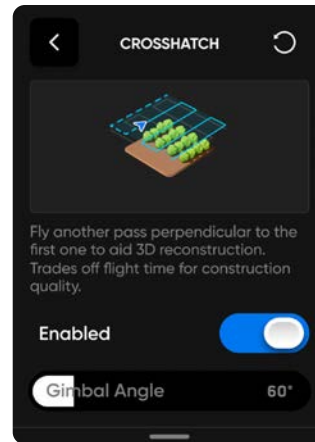 CROSSHATCH
Fly another pass perpendicular to the
first one to aid 3D reconstruction.
Trades off flight time for construction
quality.
Enabled
Gimbal Angle 60°